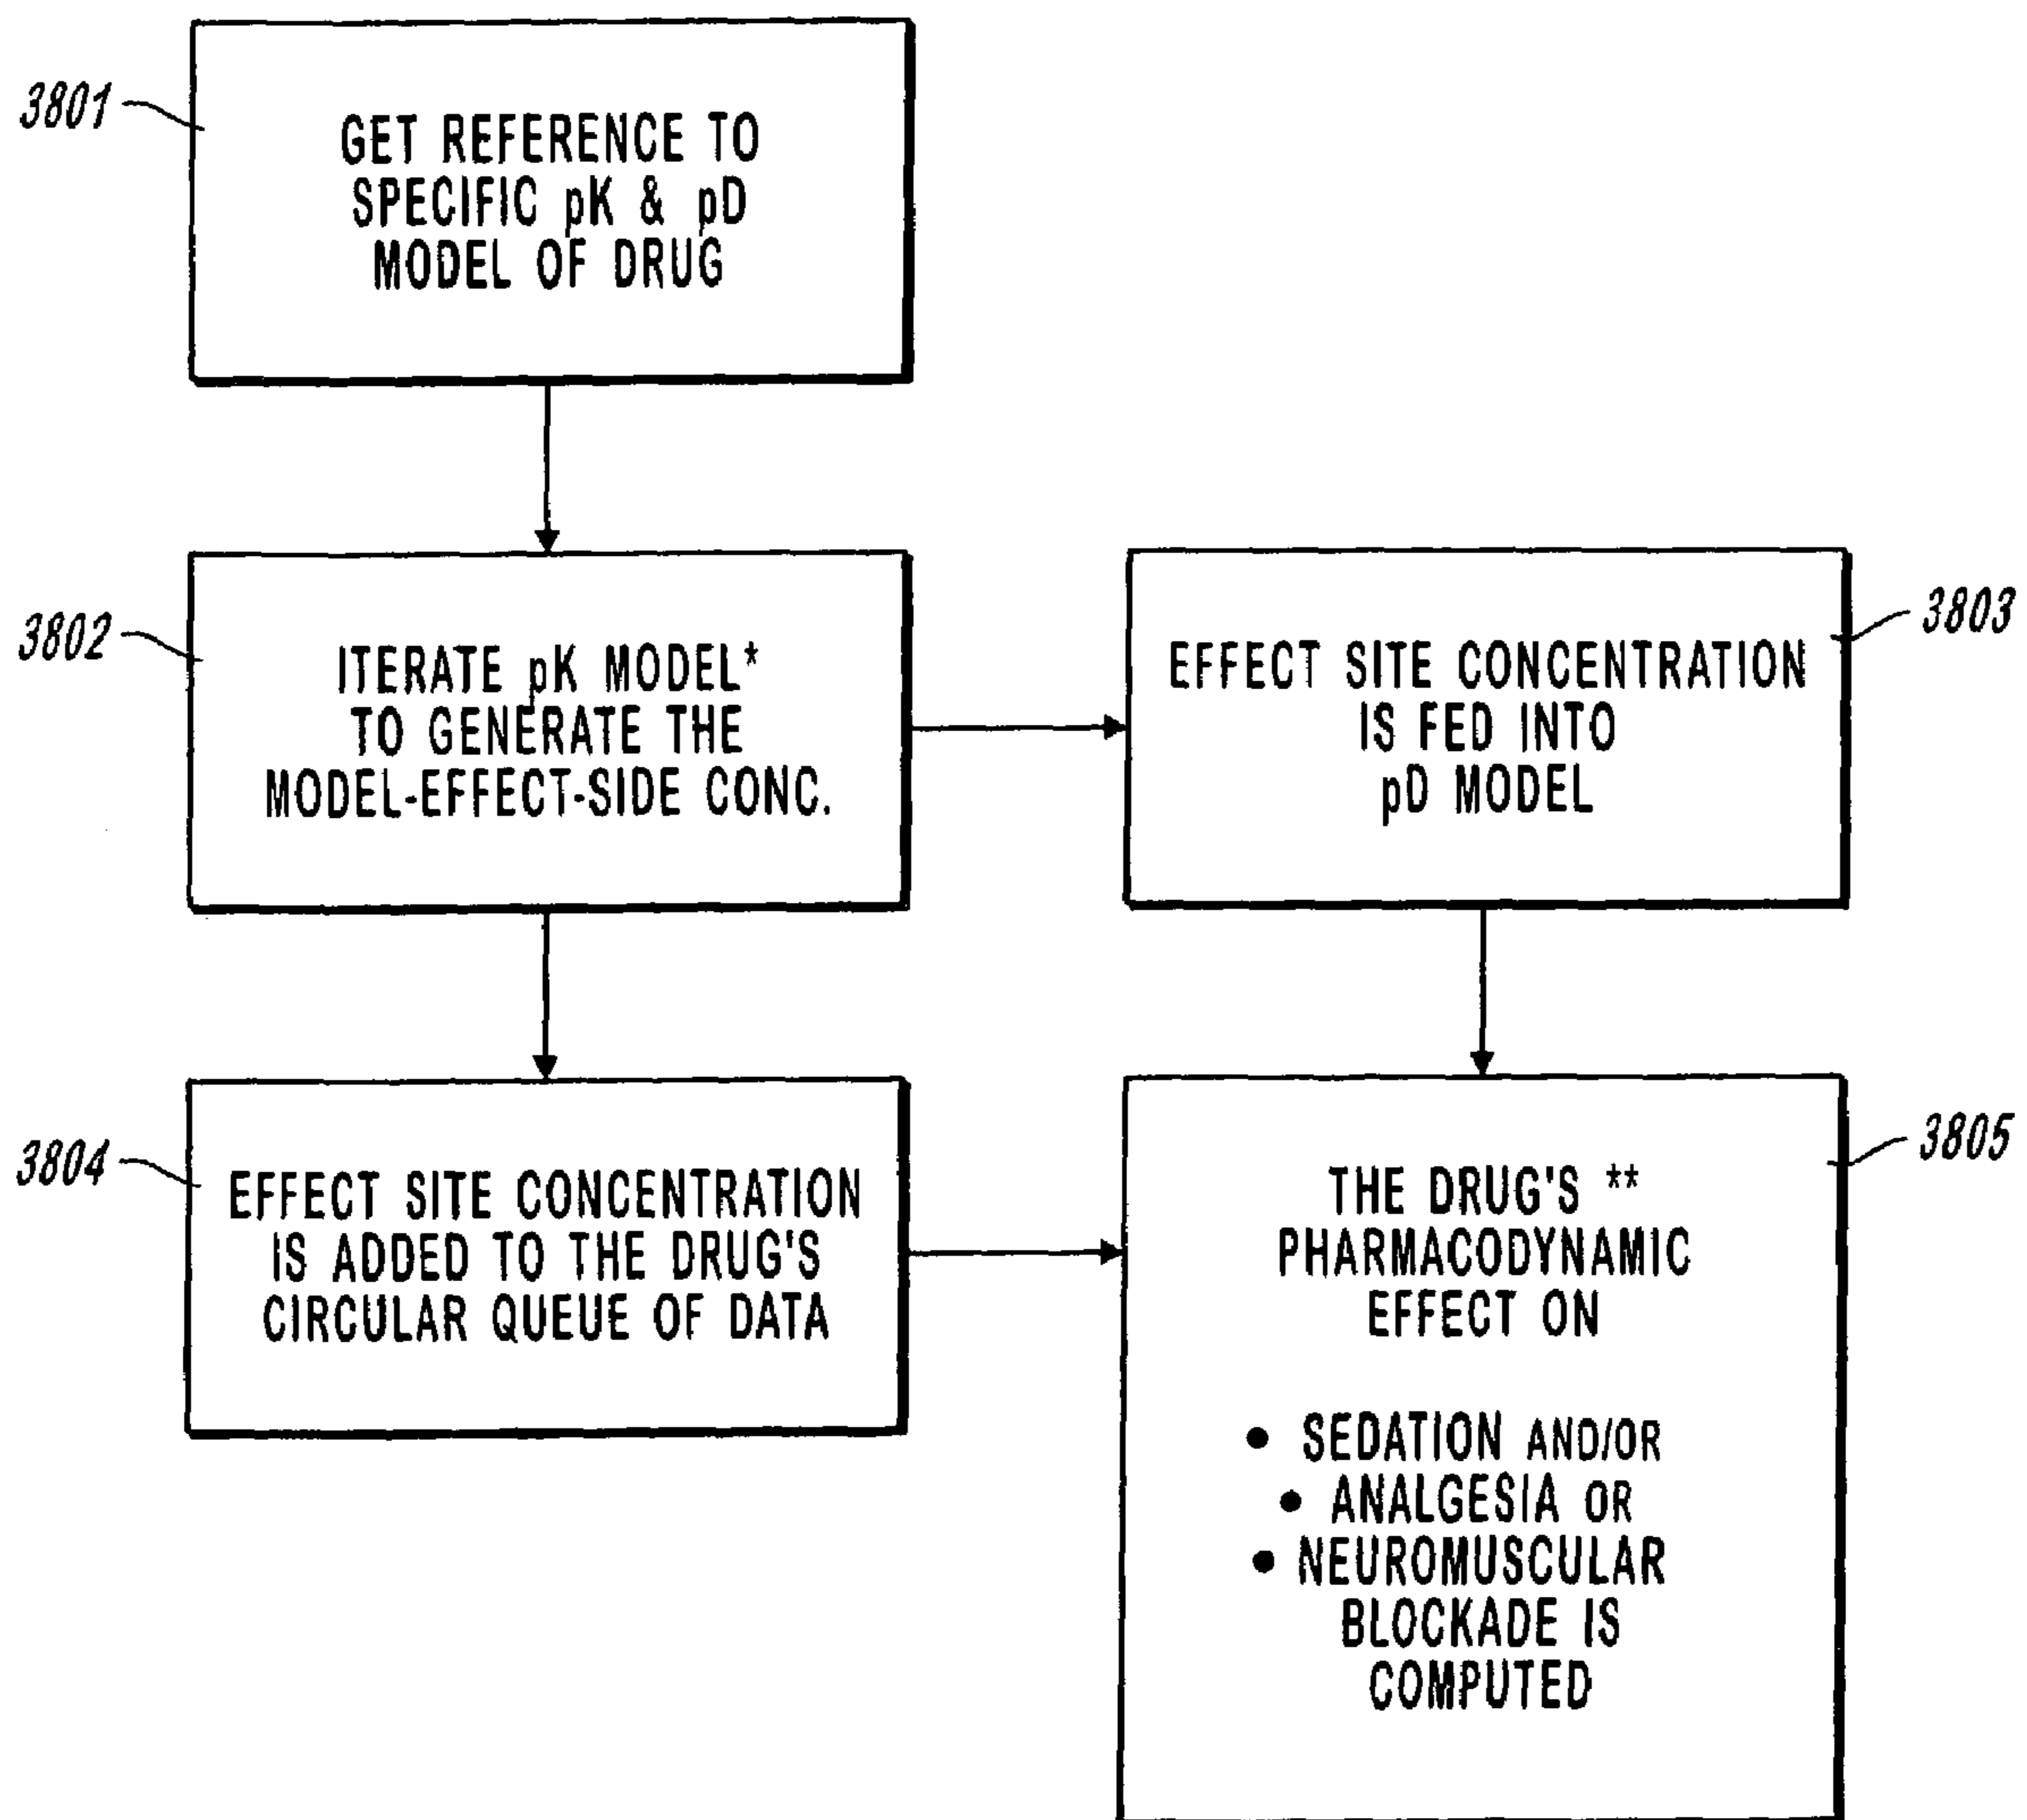 3801
GET REFERENCE TO
SPECIFIC pK & pD
MODEL OF DRUG
3802
ITERATE pK MODEL*
TO GENERATE THE
MODEL-EFFECT-SIDE CONC.
3803
EFFECT SITE CONCENTRATION
IS FED INTO
pD MODEL
3804
EFFECT SITE CONCENTRATION
IS ADDED TO THE DRUG'S
CIRCULAR QUEUE OF DATA
3805
THE DRUG'S **
PHARMACODYNAMIC
EFFECT ON
• SEDATION AND/OR
• ANALGESIA OR
• NEUROMUSCULAR
BLOCKADE IS
COMPUTED